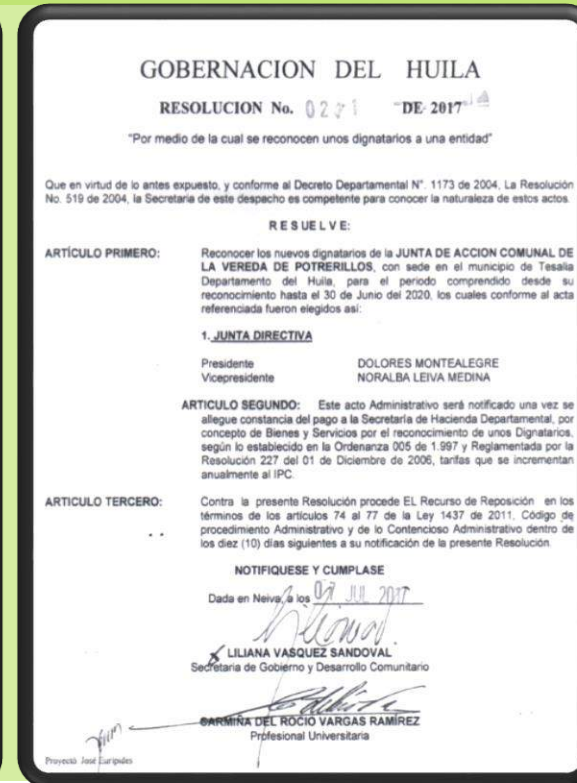 GOBERNACION DEL HUILA
RESOLUCION No. DE 2017
"Por medio de la cual se reconocen unos dignatarios a una entidad"
Que en virtud de lo antes expuesto, y conforme al Decreto Departamental N°. 1173 de 2004, La Resolución
No. 519 de 2004, la Secretaria de este despacho es competente para conocer la naturaleza de estos actos.
RESUELVE:
ARTÍCULO PRIMERO: Reconocer los nuevos dignatarios de la JUNTA DE ACCION COMUNAL DE
LA VEREDA DE POTRERILLOS, con sede en el municipio de Tesalia
Departamento del Huila, para el periodo comprendido desde su
reconocimiento hasta el 30 de Junio del 2020, los cuales conforme al acta
referenciada fueron elegidos así:
1. JUNTA DIRECTIVA
Presidente DOLORES MONTEALEGRE
Vicepresidente NORALBA LEIVA MEDINA
ARTICULO SEGUNDO: Este acto Administrativo será notificado una vez se
allegue constancia del pago a la Secretaría de Hacienda Departamental, por
concepto de Bienes y Servicios por el reconocimiento de unos Dignatarios,
según lo establecido en la Ordenanza 005 de 1.997 y Reglamentada por la
Resolución 227 del 01 de Diciembre de 2006, tarifas que se incrementan
anualmente al IPC.
ARTICULO TERCERO: Contra la presente Resolución procede EL Recurso de Reposición en los
términos de los artículos 74 al 77 de la Ley 1437 de 2011, Código de
procedimiento Administrativo y de lo Contencioso Administrativo dentro de
los diez (10) días siguientes a su notificación de la presente Resolución.
NOTIFIQUESE Y CUMPLASE
Dada en Neiva, a los JUL 2017
LILIANA VASQUEZ SANDOVAL
Secretaria de Gobierno y Desarrollo Comunitario
SARMIÑA DEL ROCIO VARGAS RAMÍREZ
Profesional Universitaria
Proyectó José Euripides